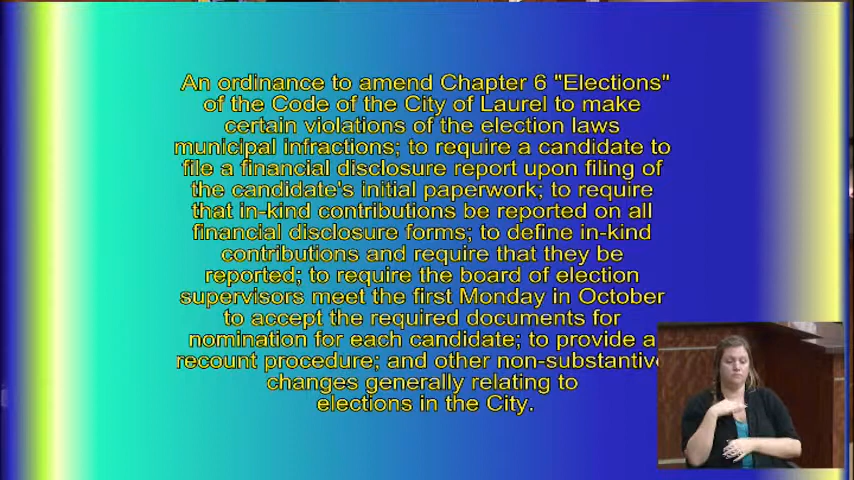 An ordinance to amend Chapter 6 "Elections"
of the Code of the City of Laurel to make
certain violations of the election laws
municipal infractions; to require a candidate to
file a financial disclosure report upon filing of
the candidate's initial paperwork; to require
that in-kind contributions be reported on all
financial disclosure forms; to define in-kind
contributions and require that they be
reported; to require the board of election
supervisors meet the first Monday in October
to accept the required documents for
nomination for each candidate; to provide a
recount procedure; and other non-substantive
changes generally relating to
elections in the City.